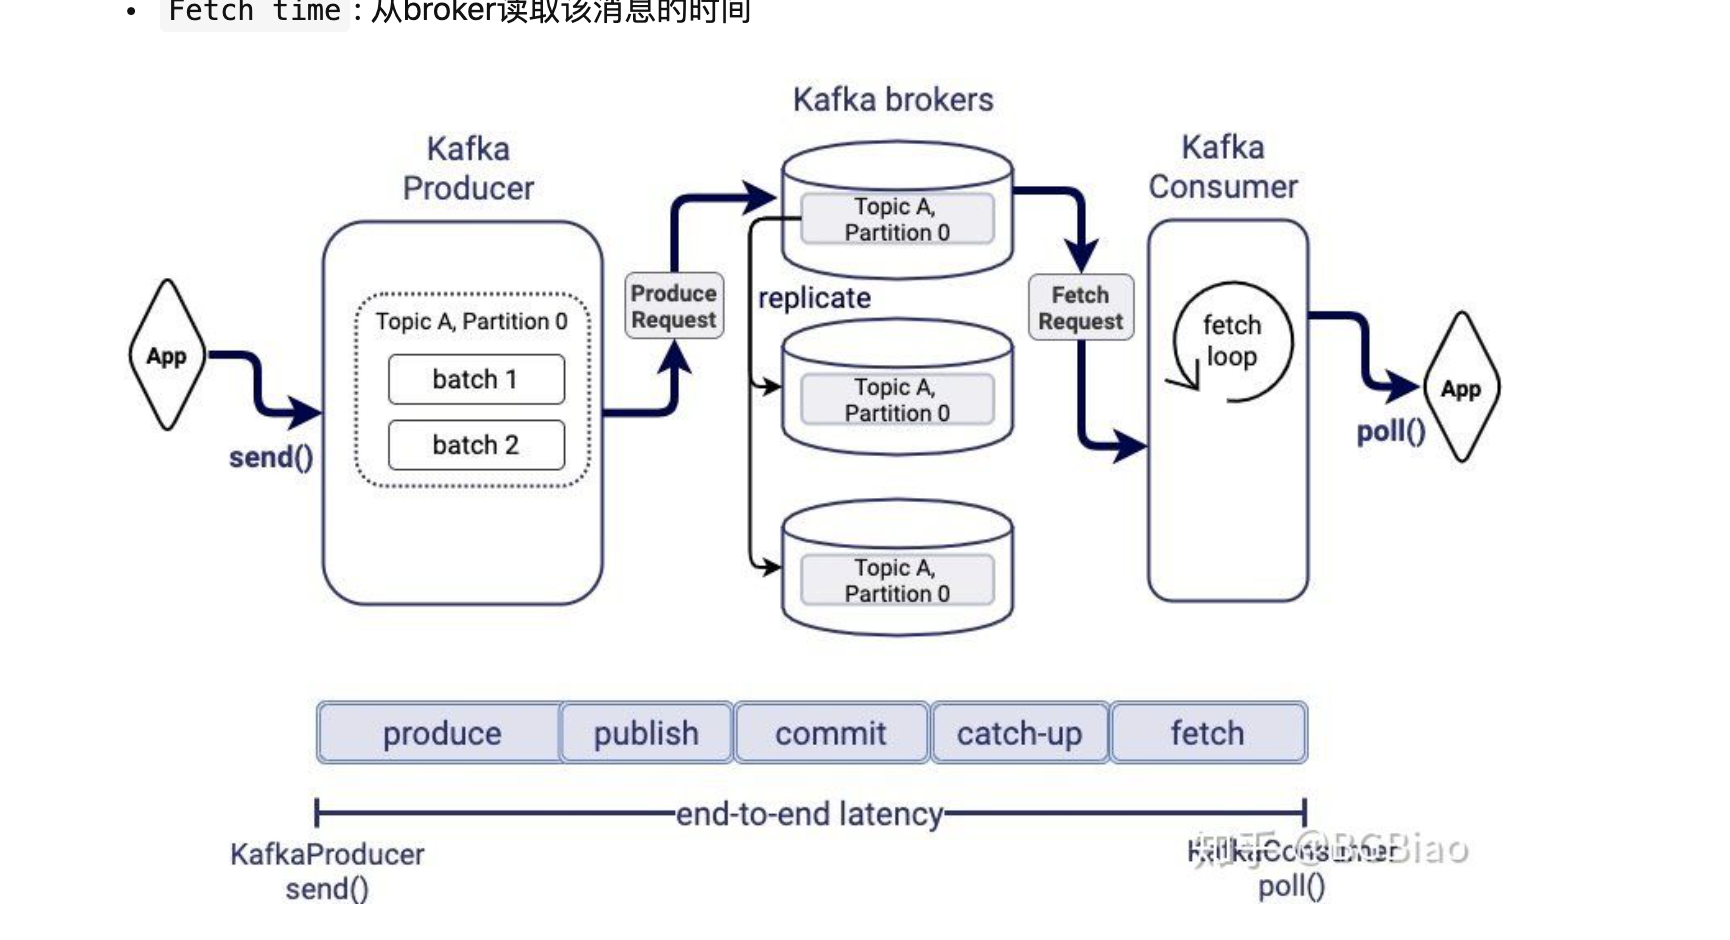 • Fetch time : 从broker读取该消息的时间
Kafka brokers
Kafka
Producer
Kafka
Consumer
Topic A,
Partition 0
Produce
Request
replicate
Fetch
Request
Topic A, Partition 0
batch 1
batch 2
App
send()
Topic A,
Partition 0
Topic A,
Partition 0
fetch
loop
App
poll()
produce
publish
commit
catch-up
fetch
end-to-end latency
KafkaProducer
send()
KafkaConsumer
poll()
知乎 @BGBiao